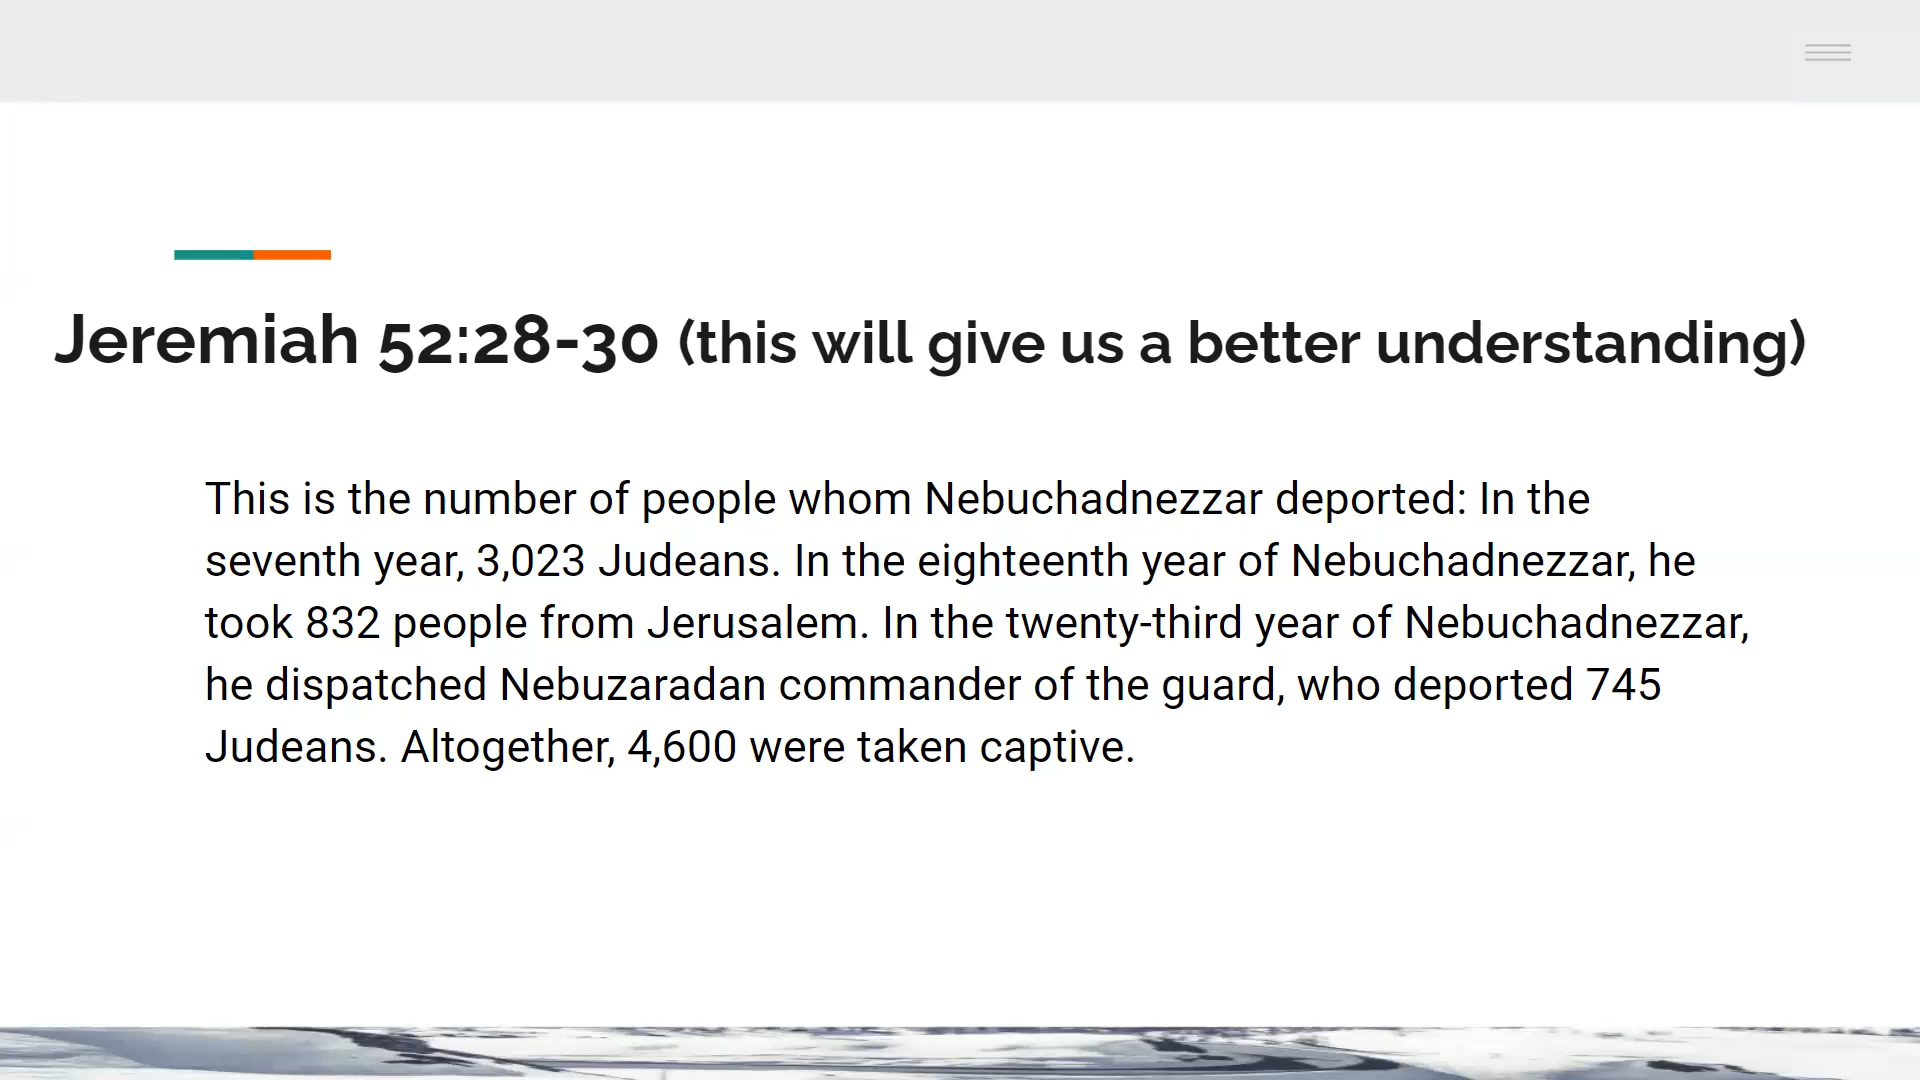 Jeremiah 52:28-30 (this will give us a better understanding)
This is the number of people whom Nebuchadnezzar deported: In the
seventh year, 3,023 Judeans. In the eighteenth year of Nebuchadnezzar, he
took 832 people from Jerusalem. In the twenty-third year of Nebuchadnezzar,
he dispatched Nebuzaradan commander of the guard, who deported 745
Judeans. Altogether, 4,600 were taken captive.